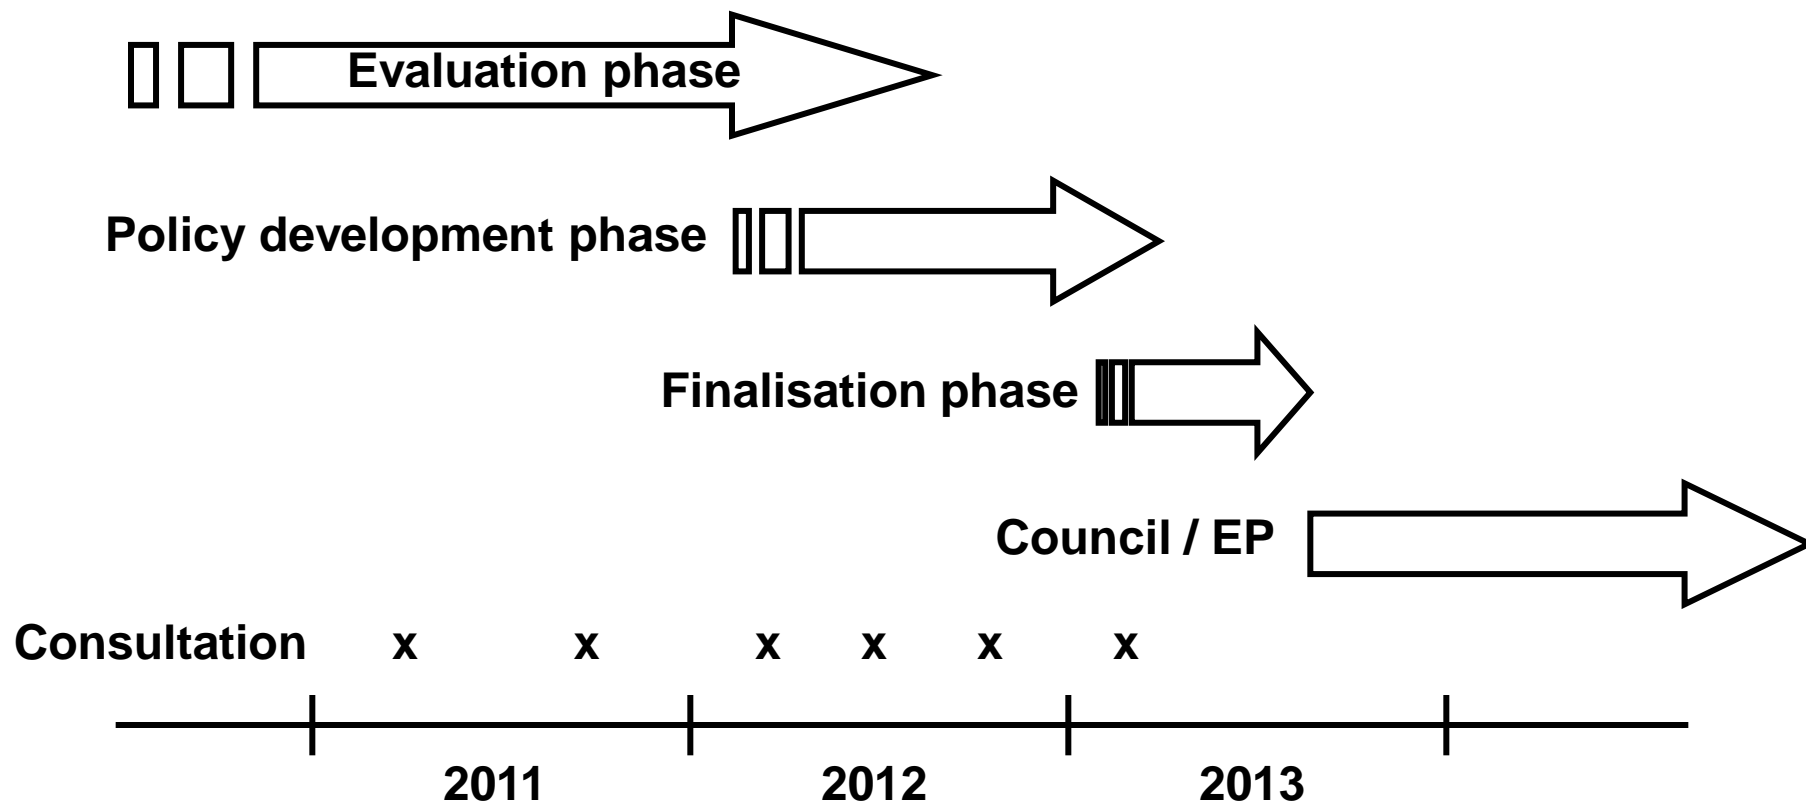 Evaluation phase
Policy development phase
Finalisation phase
Council / EP
Consultation x x x x x x
2011 2012 2013